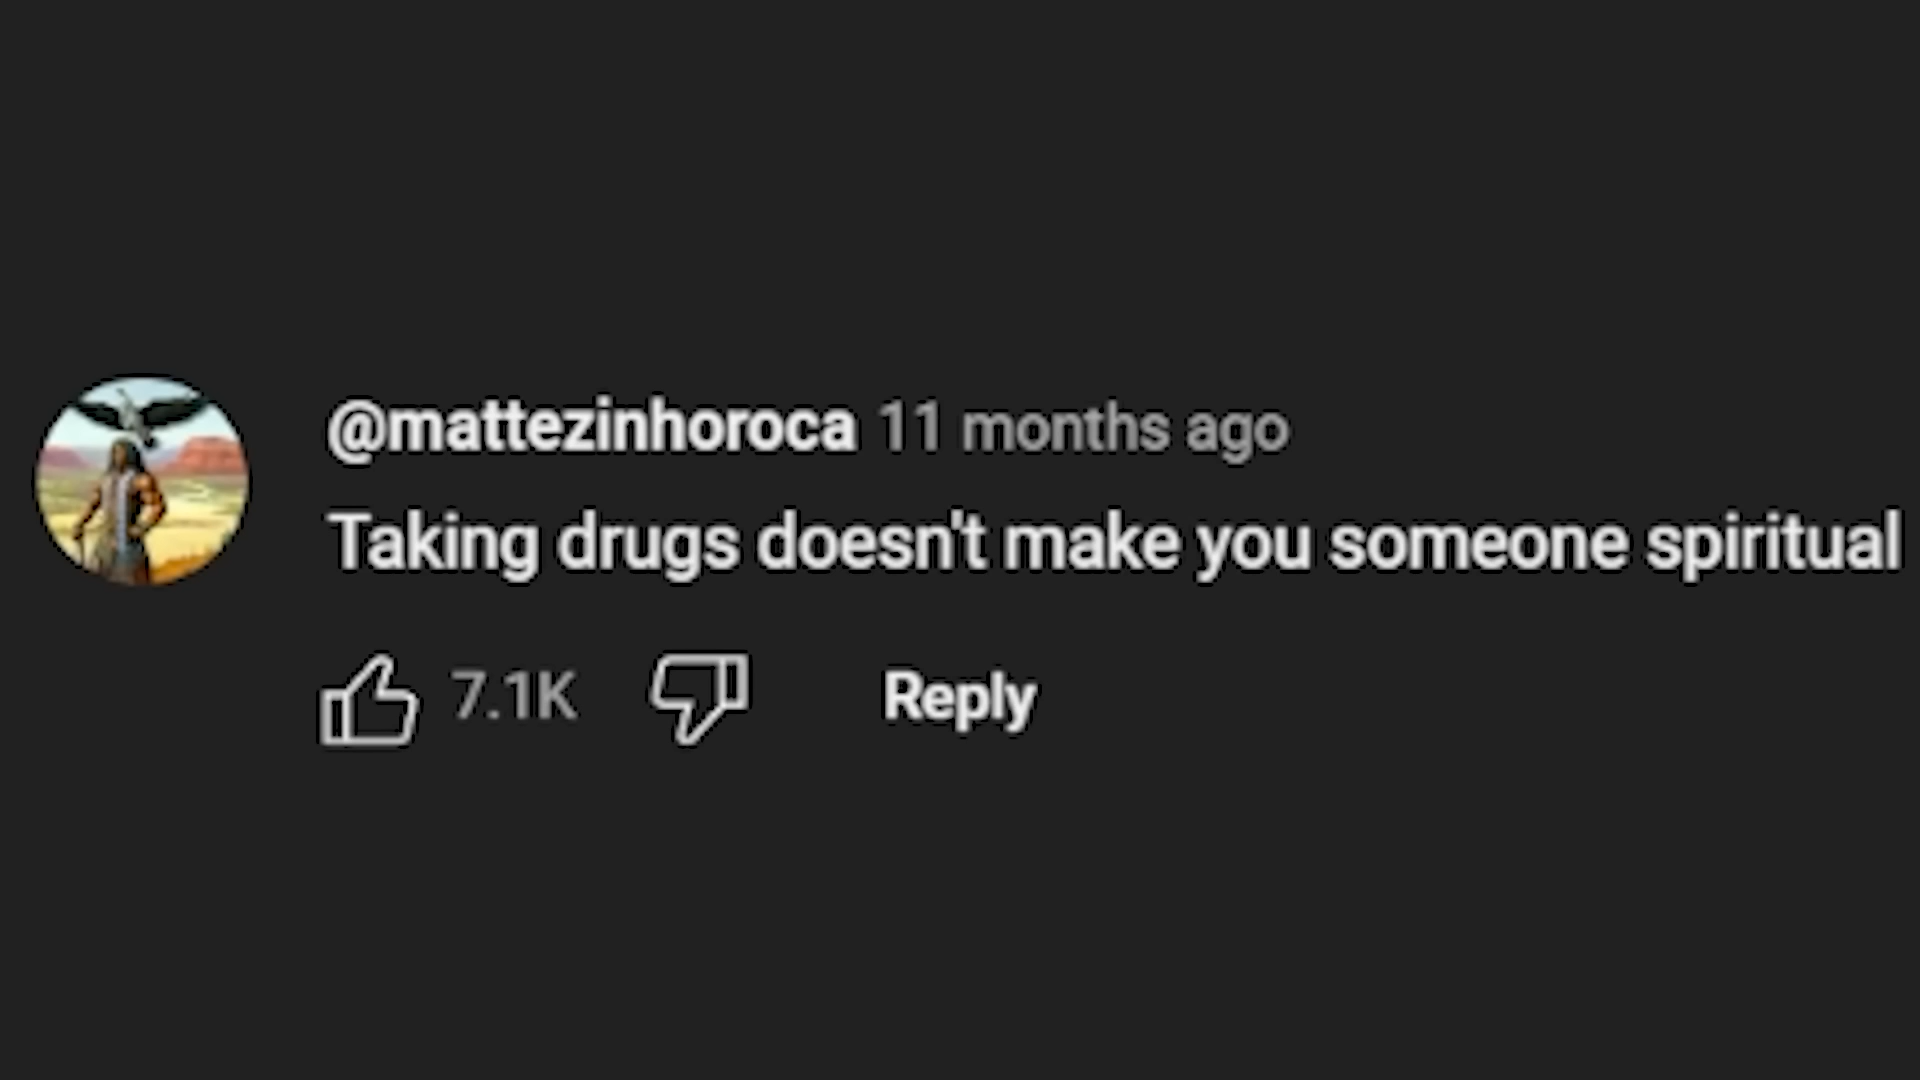 @mattezinhoroca 11 months ago
Taking drugs doesn't make you someone spiritual
7.1K Reply